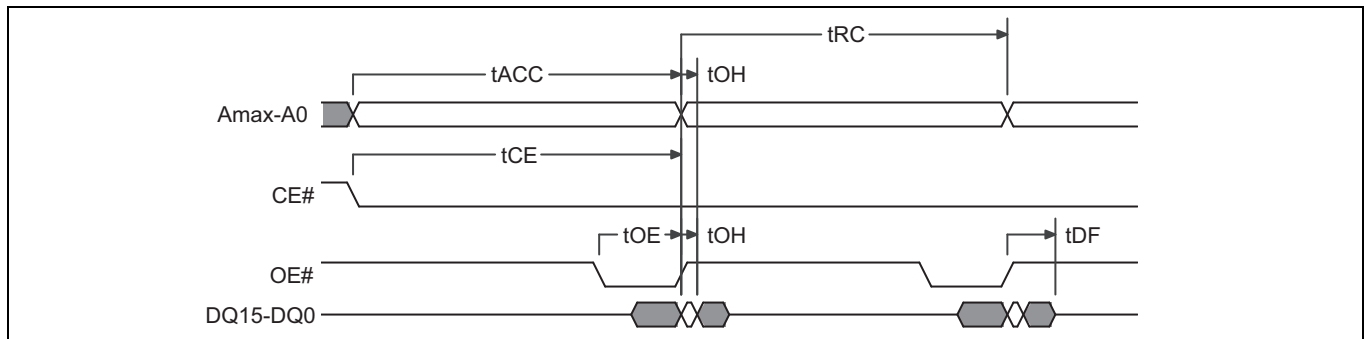 tRC
tACC tOH
Amax-A0
tCE
CE#
tOE tOH tDF
OE#
DQ15-DQ0